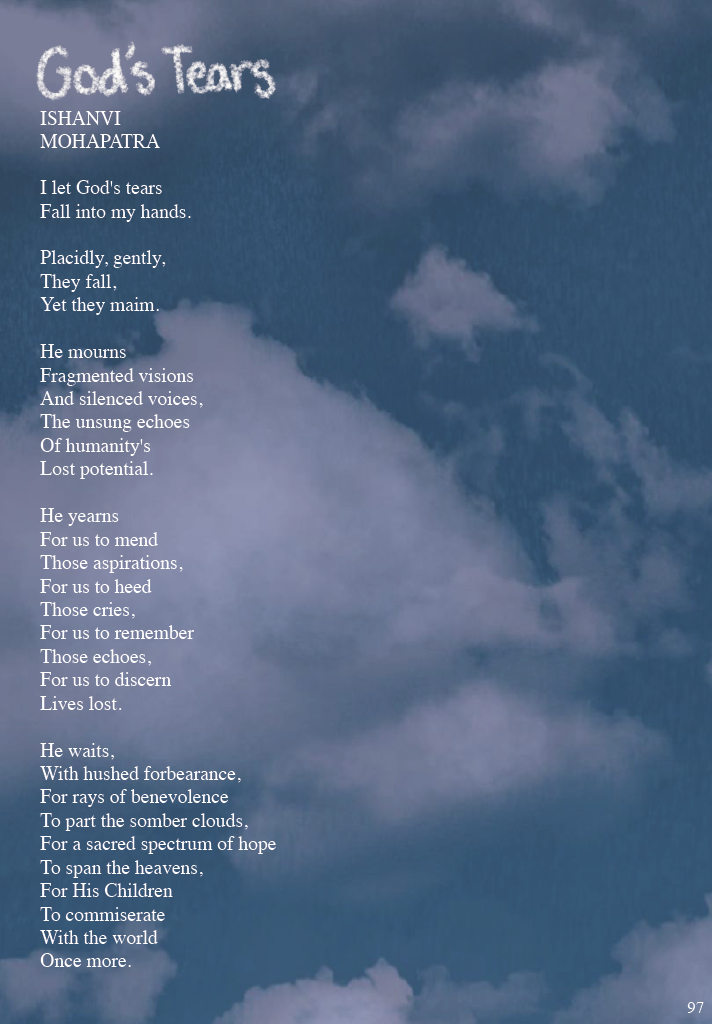 God's Tears
ISHANVI
MOHAPATRA
I let God's tears
Fall into my hands.
Placidly, gently,
They fall,
Yet they maim.
He mourns
Fragmented visions
And silenced voices,
The unsung echoes
Of humanity's
Lost potential.
He yearns
For us to mend
Those aspirations,
For us to heed
Those cries,
For us to remember
Those echoes,
For us to discern
Lives lost.
He waits,
With hushed forbearance,
For rays of benevolence
To part the somber clouds,
For a sacred spectrum of hope
To span the heavens,
For His Children
To commiserate
With the world
Once more.
97